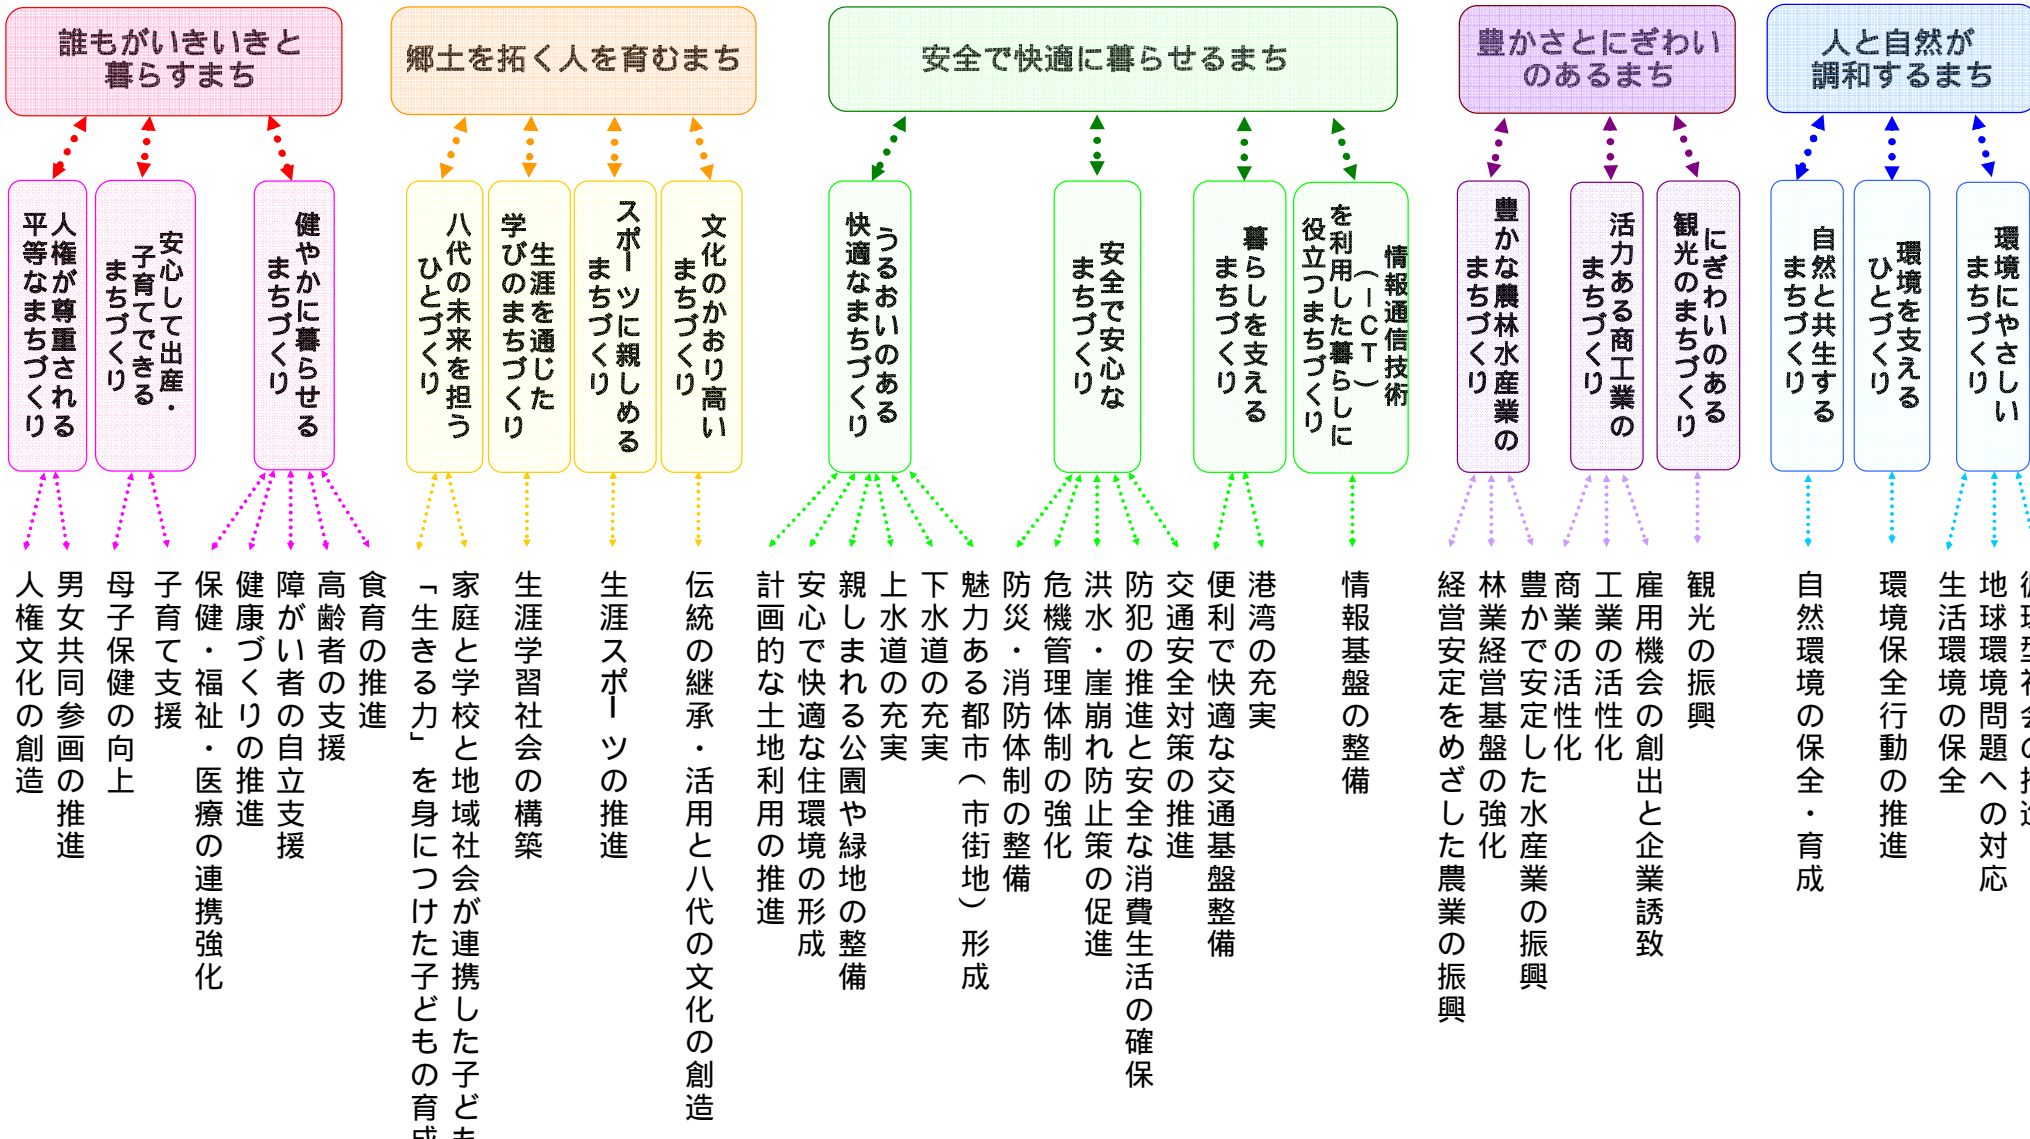 誰もがいきいきと
暮らすまち
郷土を拓く人を育むまち
安全で快適に暮らせるまち
豊かさとにぎわい
のあるまち
人と自然が
調和するまち
人権が尊重される
平等なまちづくり
安心して出産・
子育てできる
まちづくり
健やかに暮らせる
まちづくり
八代の未来を担う
ひとづくり
生涯を通じた
学びのまちづくり
スポーツに親しめる
まちづくり
文化のかおり高い
まちづくり
うるおいのある
快適なまちづくり
安全で安心な
まちづくり
暮らしを支える
まちづくり
情報通信技術
(ICT)
を利用した暮らしに
役立つまちづくり
豊かな農林水産業の
まちづくり
活力ある商工業の
まちづくり
にぎわいのある
観光のまちづくり
自然と共生する
まちづくり
環境を支える
ひとづくり
環境にやさしい
まちづくり
人権文化の創造
男女共同参画の推進
母子保健の向上
子育て支援
保健・福祉・医療の連携強化
健康づくりの推進
障がい者の自立支援
高齢者の支援
食育の推進
「生きる力」を身につけた子どもの育成
家庭と学校と地域社会が連携した子ども
生涯学習社会の構築
生涯スポーツの推進
伝統の継承・活用と八代の文化の創造
計画的な土地利用の推進
安心で快適な住環境の形成
親しまれる公園や緑地の整備
上水道の充実
下水道の充実
魅力ある都市(市街地)形成
防災・消防体制の整備
危機管理体制の強化
洪水・崖崩れ防止策の促進
防犯の推進と安全な消費生活の確保
交通安全対策の推進
便利で快適な交通基盤整備
港湾の充実
情報基盤の整備
経営安定をめざした農業の振興
林業経営基盤の強化
豊かで安定した水産業の振興
商業の活性化
工業の活性化
雇用機会の創出と企業誘致
観光の振興
自然環境の保全・育成
環境保全行動の推進
生活環境の保全
地球環境問題への対応